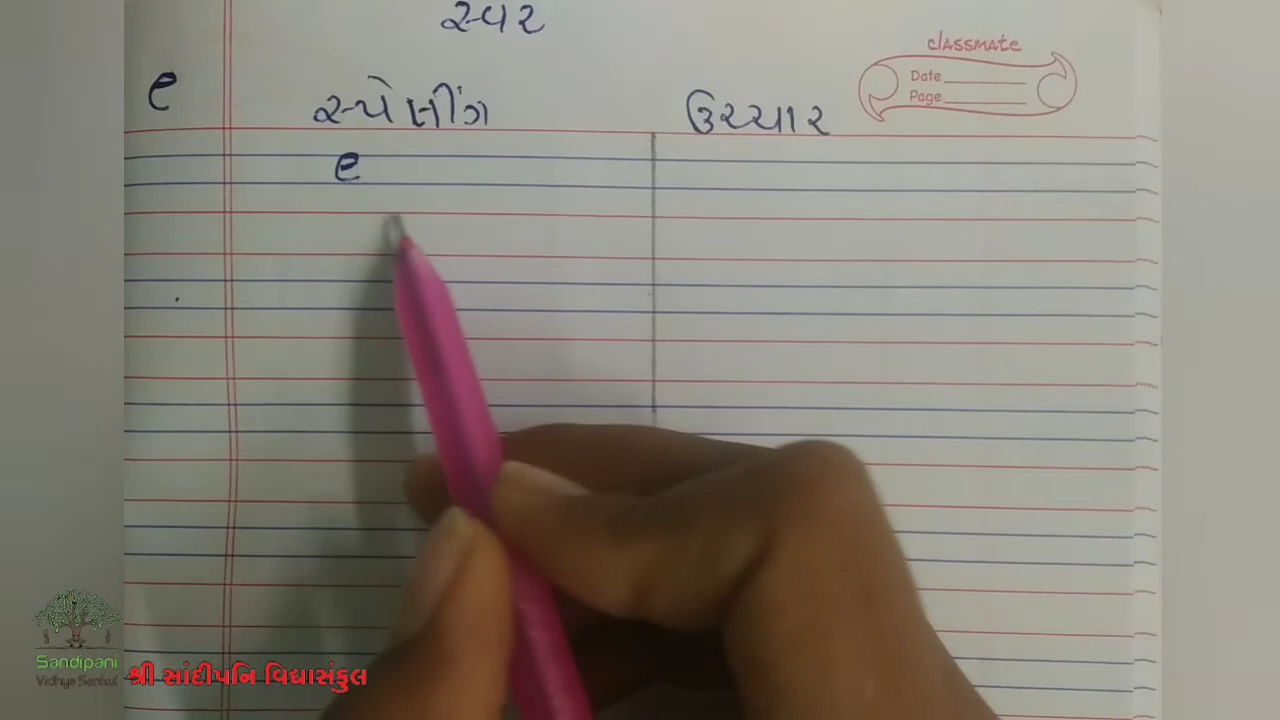 સ્વર
classmate
Date
Page
e
સ્પેલીંગ ઉચ્ચાર
e
Sandipani
Vidhya Sankul
શ્રી સાંદીપનિ વિદ્યાસંકુલ